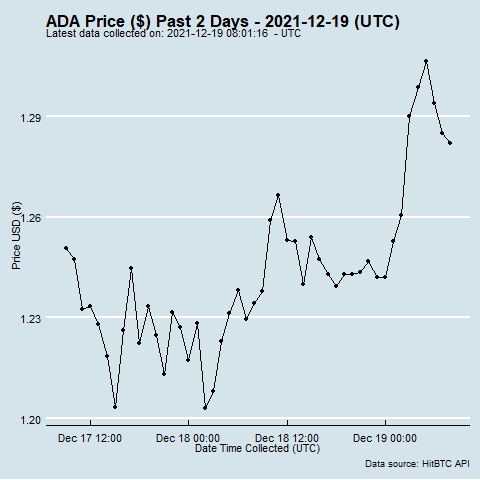 ADA Price ($) Past 2 Days - 2021-12-19 (UTC)
Latest data collected on: 2021-12-19 08:01:16 - UTC
1.29
1.26
1.23
1.20
Price USD ($)
Dec 17 12:00 Dec 18 00:00 Dec 18 12:00 Dec 19 00:00
Date Time Collected (UTC)
Data source: HitBTC API